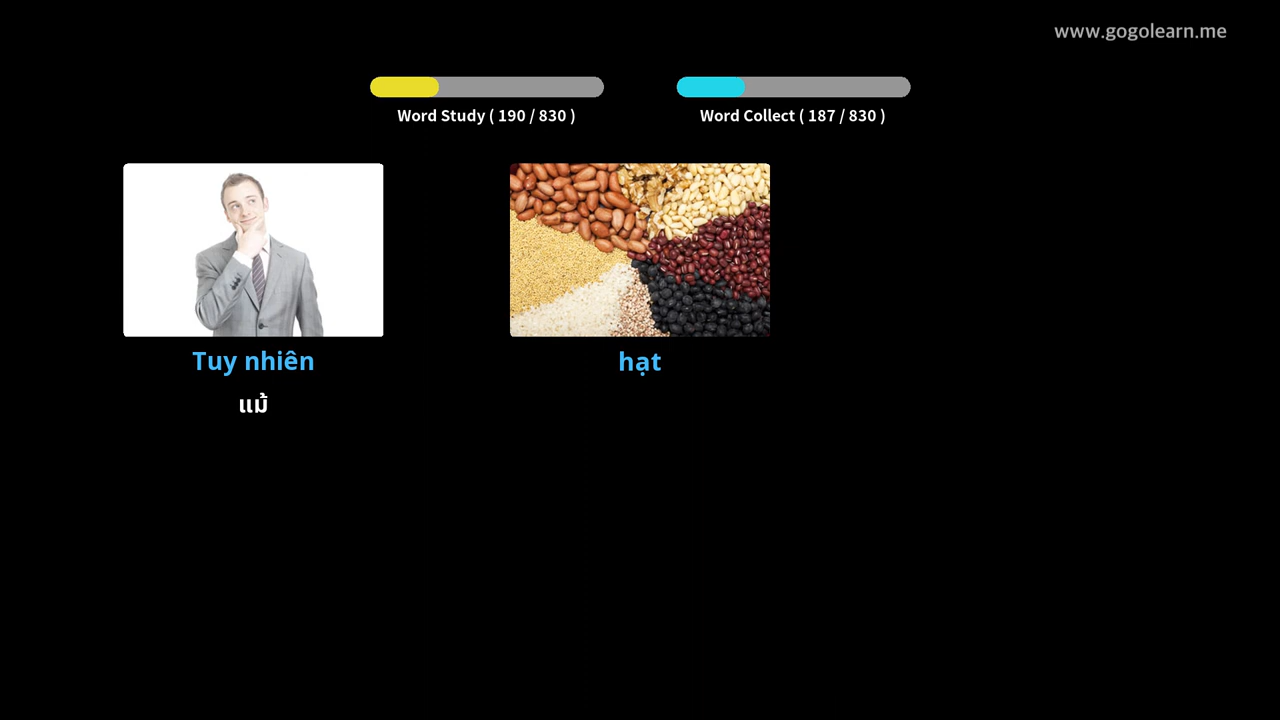 www.gogolearn.me
Word Study ( 190 / 830 )
Word Collect ( 187 / 830 )
Tuy nhiên
hạt
แม้